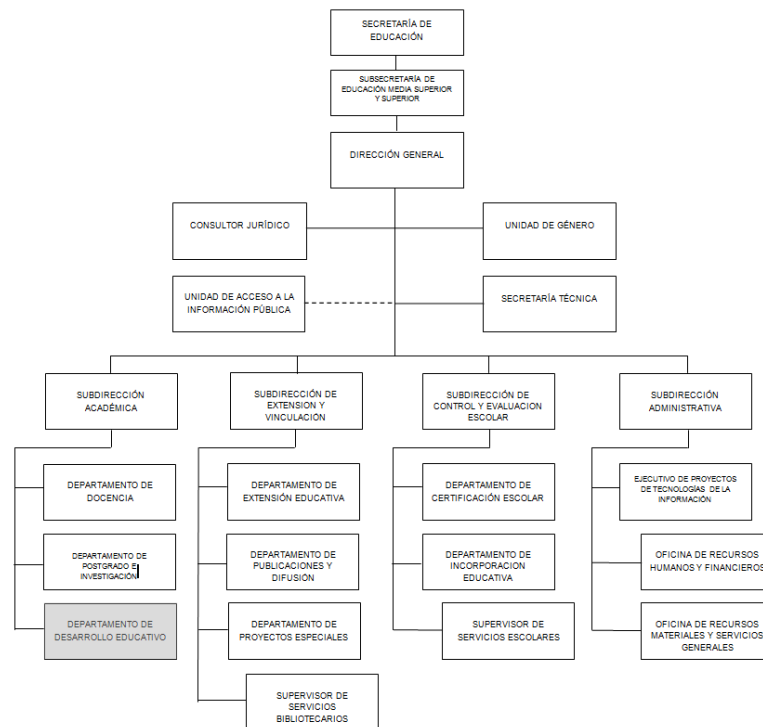 SECRETARÍA DE
EDUCACIÓN
SUBSECRETARÍA DE
EDUCACIÓN MEDIA SUPERIOR
Y SUPERIOR
DIRECCIÓN GENERAL
CONSULTOR JURÍDICO
UNIDAD DE GÉNERO
UNIDAD DE ACCESO A LA
INFORMACIÓN PÚBLICA
SECRETARÍA TÉCNICA
SUBDIRECCIÓN
ACADÉMICA
SUBDIRECCIÓN DE
EXTENSION Y
VINCULACIÓN
SUBDIRECCIÓN DE
CONTROL Y EVALUACION
ESCOLAR
SUBDIRECCIÓN
ADMINISTRATIVA
DEPARTAMENTO DE
DOCENCIA
DEPARTAMENTO DE
EXTENSIÓN EDUCATIVA
DEPARTAMENTO DE
CERTIFICACIÓN ESCOLAR
EJECUTIVO DE PROYECTOS
DE TECNOLOGÍAS DE LA
INFORMACIÓN
DEPARTAMENTO DE
POSTGRADO E
INVESTIGACIÓN
DEPARTAMENTO DE
PUBLICACIONES Y
DIFUSIÓN
DEPARTAMENTO DE
INCORPORACION
EDUCATIVA
OFICINA DE RECURSOS
HUMANOS Y FINANCIEROS
DEPARTAMENTO DE
DESARROLLO EDUCATIVO
DEPARTAMENTO DE
PROYECTOS ESPECIALES
SUPERVISOR DE
SERVICIOS ESCOLARES
OFICINA DE RECURSOS
MATERIALES Y SERVICIOS
GENERALES
SUPERVISOR DE
SERVICIOS
BIBLIOTECARIOS